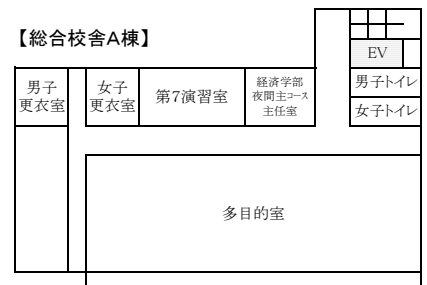 【総合校舎A棟】
EV
男子
更衣室
女子
更衣室
第7演習室
経済学部
夜間主コース
主任室
男子トイレ
女子トイレ
多目的室